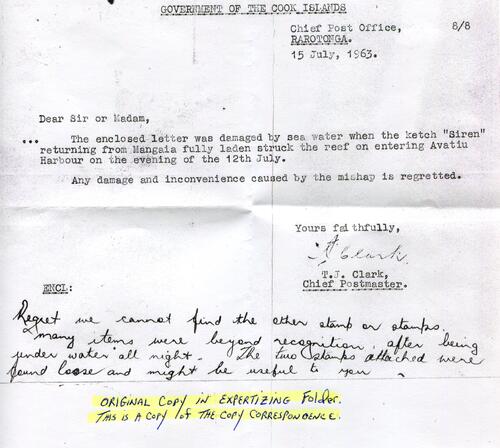 GOVERNMENT OF THE COOK ISLANDS
Chief Post Office, 8/8
RAROTONGA.
15 July, 1963.
Dear Sir or Madam,
... The enclosed letter was damaged by sea water when the ketch "Siren"
returning from Mangaia fully laden struck the reef on entering Avatiu
Harbour on the evening of the 12th July.
Any damage and inconvenience caused by the mishap is regretted.
Yours faithfully,
T Clark.
T.J. Clark,
Chief Postmaster.
ENCL:
Regret we cannot find the other stamp or stamps.
Many items were beyond recognition after being
under water all night. The two stamps attached were
found loose and might be useful to you.
ORIGINAL COPY IN EXPERTIZING FOLDER.
THIS IS A COPY OF THE COPY CORRESPONDENCE.